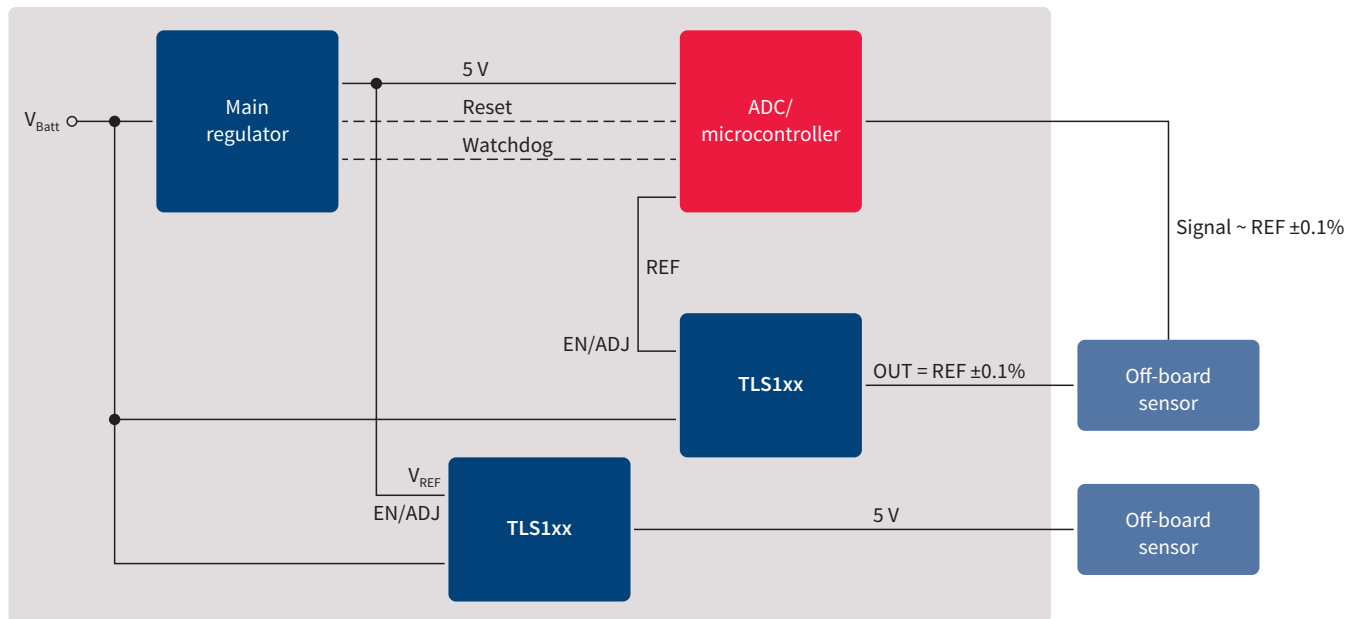 5 V
Main
regulator
Reset
ADC/
microcontroller
V_Batt
Watchdog
Signal ~ REF ±0.1%
REF
EN/ADJ
TLS1xx
OUT = REF ±0.1%
Off-board
sensor
V_REF
EN/ADJ
TLS1xx
5 V
Off-board
sensor